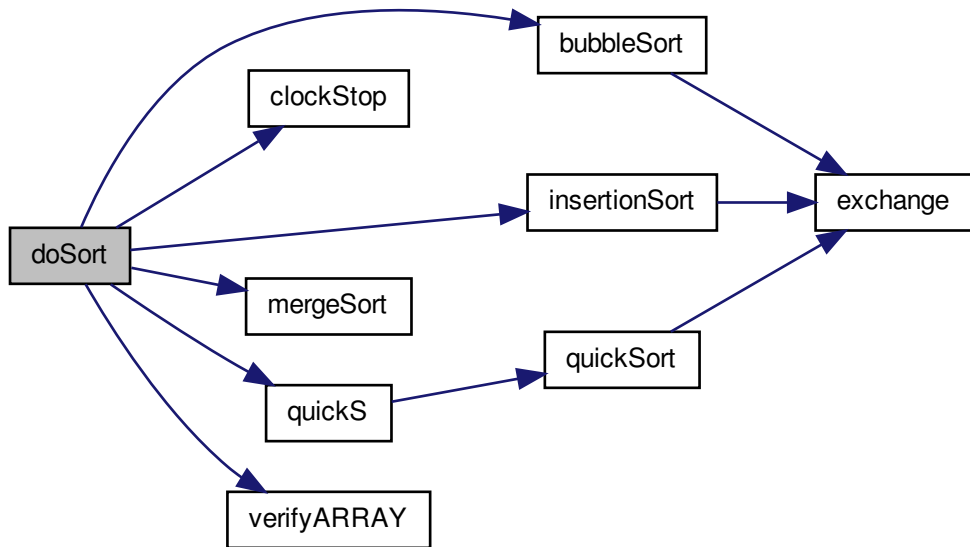 bubbleSort
clockStop
insertionSort
exchange
doSort
mergeSort
quickSort
quickS
verifyARRAY